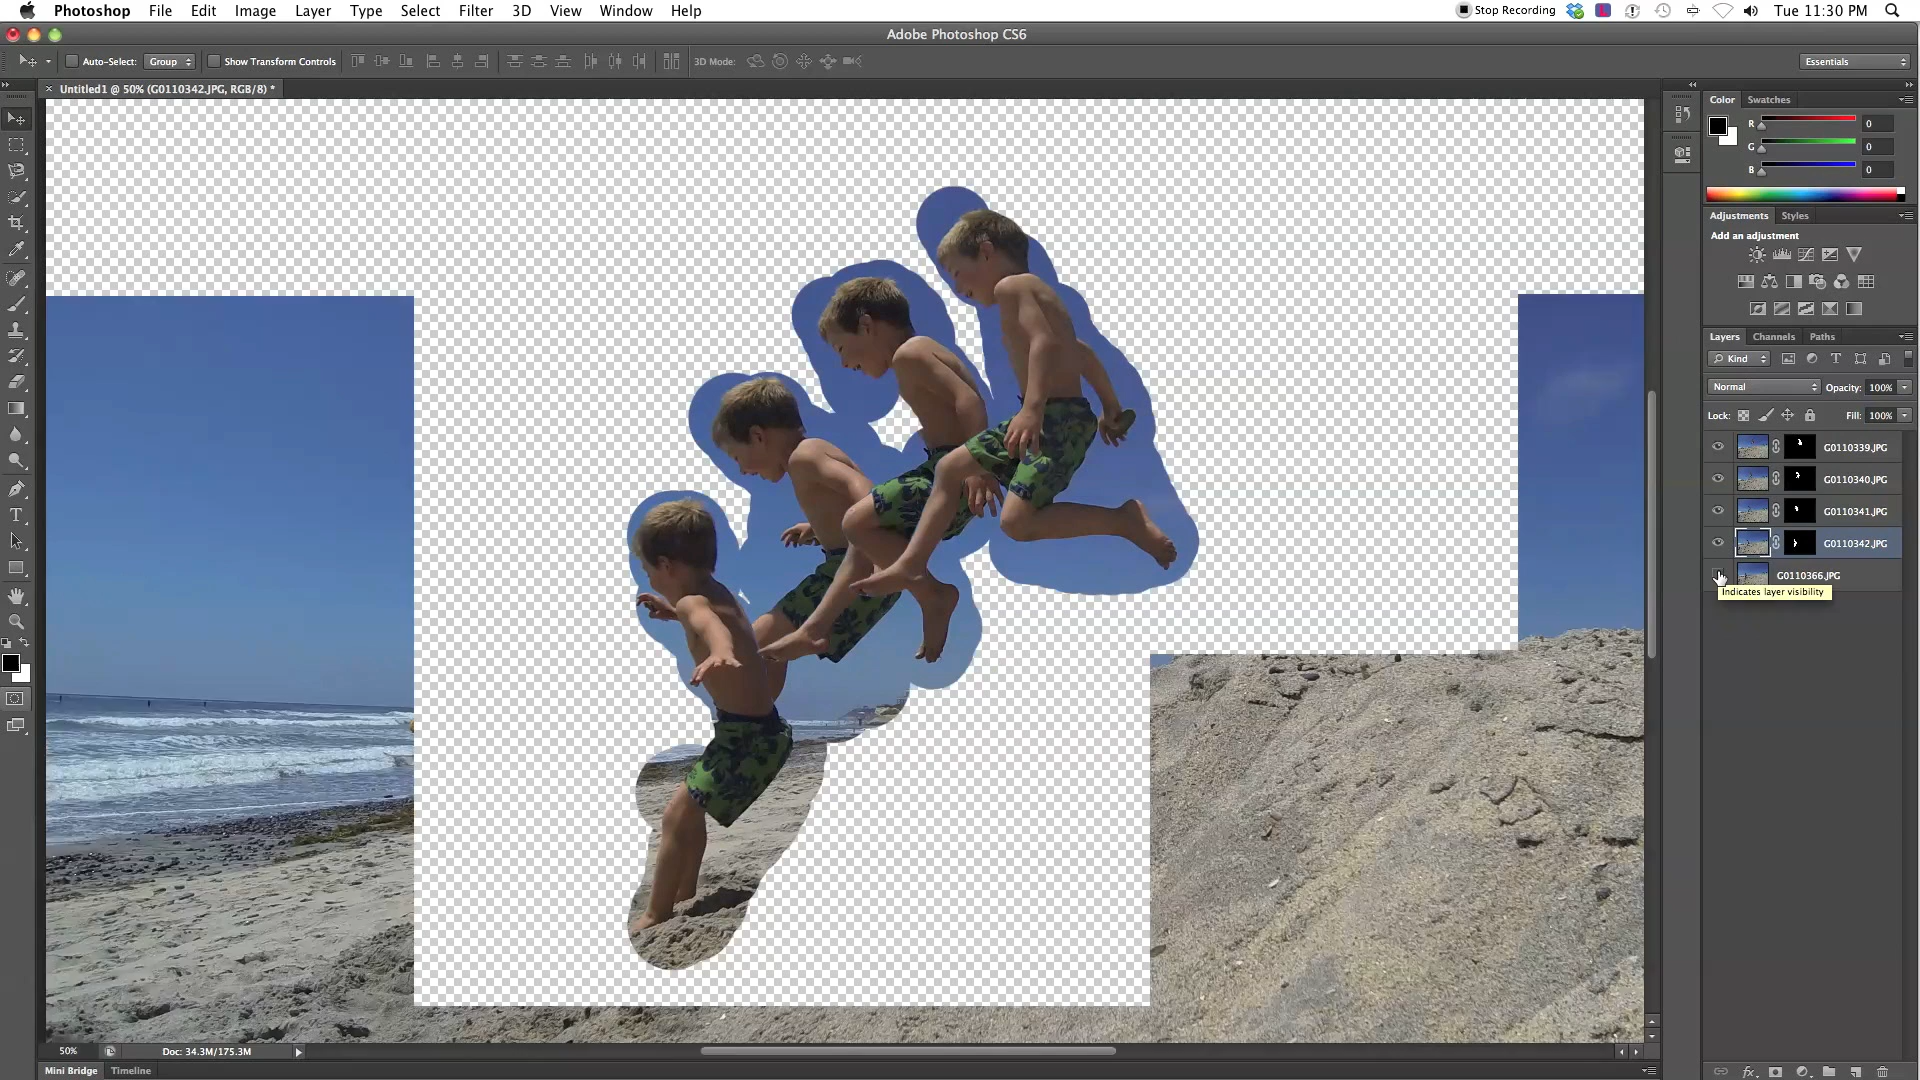 Photoshop File Edit Image Layer Type Select Filter 3D View Window Help Stop Recording Tue 11:30 PM
Adobe Photoshop CS6
Auto-Select: Group Show Transform Controls 3D Mode: Essentials
× Untitled1 @ 50% (G0110342.JPG, RGB/8) *
Color Swatches
R 0
G 0
B 0
Adjustments Styles
Add an adjustment
Layers Channels Paths
Kind
Normal Opacity: 100%
Lock: Fill: 100%
G0110339.JPG
G0110340.JPG
G0110341.JPG
G0110342.JPG
G0110366.JPG
Indicates layer visibility
50% Doc: 34.3M/175.3M
Mini Bridge Timeline